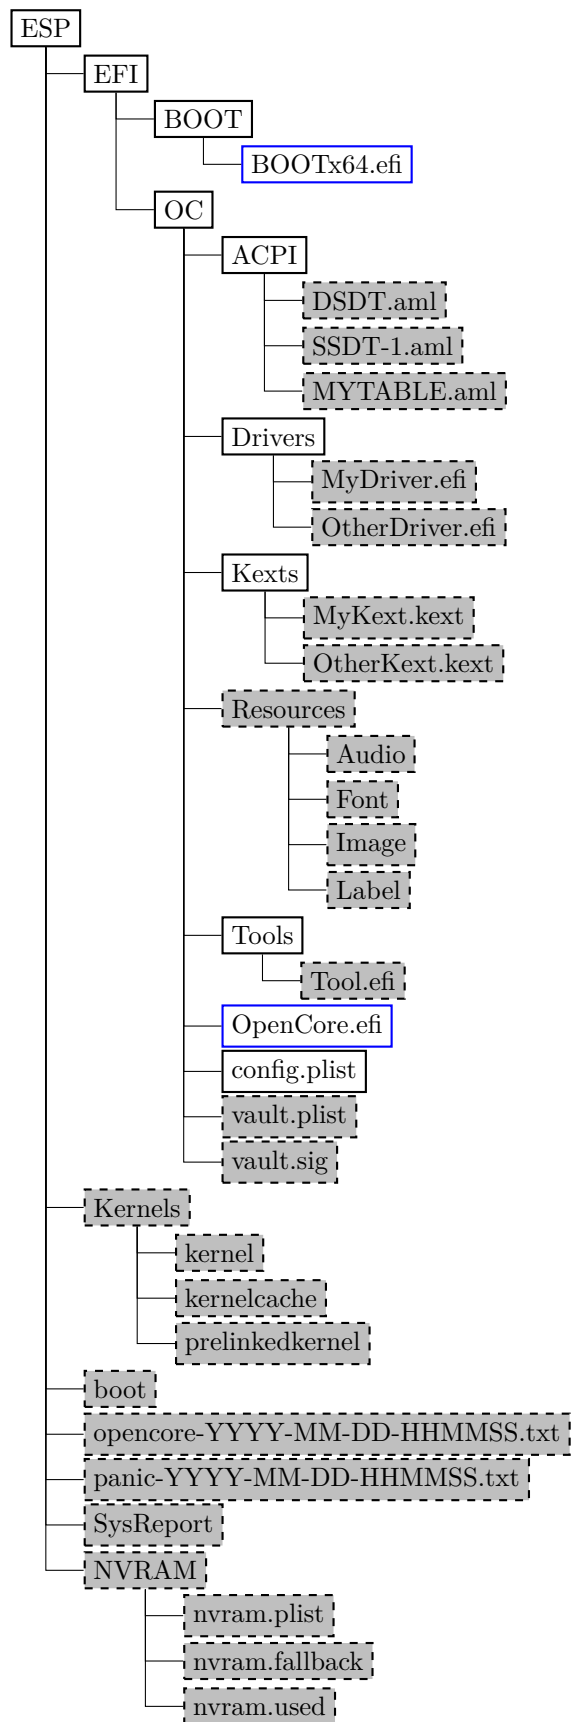 ESP
EFI
BOOT
BOOTx64.efi
OC
ACPI
DSDT.aml
SSDT-1.aml
MYTABLE.aml
Drivers
MyDriver.efi
OtherDriver.efi
Kexts
MyKext.kext
OtherKext.kext
Resources
Audio
Font
Image
Label
Tools
Tool.efi
OpenCore.efi
config.plist
vault.plist
vault.sig
Kernels
kernel
kernelcache
prelinkedkernel
boot
opencore-YYYY-MM-DD-HHMMSS.txt
panic-YYYY-MM-DD-HHMMSS.txt
SysReport
NVRAM
nvram.plist
nvram.fallback
nvram.used